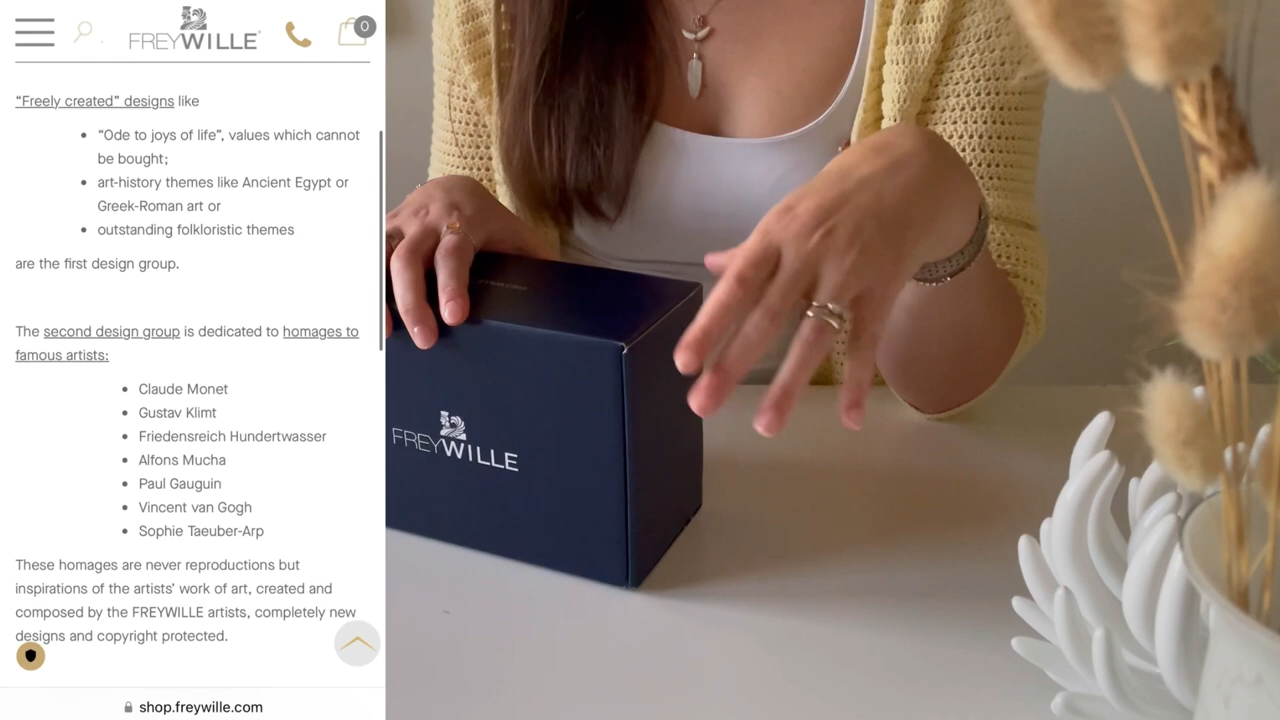 FREYWILLE
0
“Freely created” designs like
• “Ode to joys of life”, values which cannot
be bought;
• art-history themes like Ancient Egypt or
Greek-Roman art or
• outstanding folkloristic themes
are the first design group.
The second design group is dedicated to homages to
famous artists:
• Claude Monet
• Gustav Klimt
• Friedensreich Hundertwasser
• Alfons Mucha
• Paul Gauguin
• Vincent van Gogh
• Sophie Taeuber-Arp
These homages are never reproductions but
inspirations of the artists’ work of art, created and
composed by the FREYWILLE artists, completely new
designs and copyright protected.
shop.freywille.com
FREYWILLE